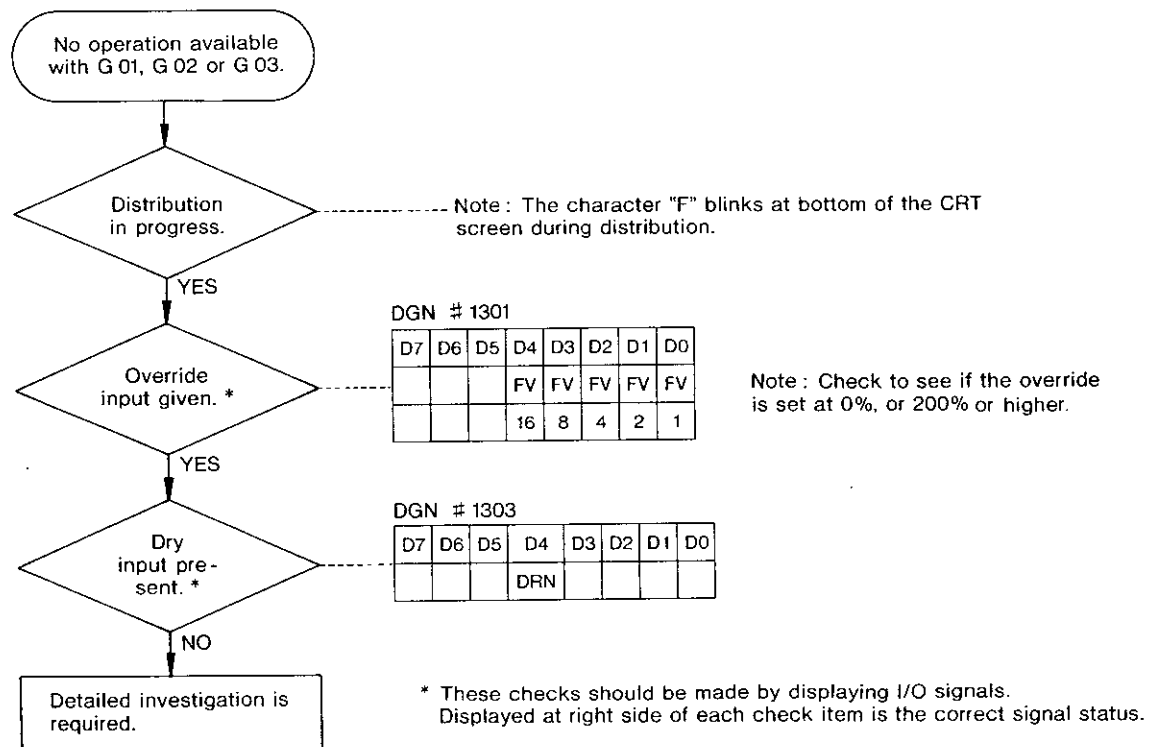 No operation available
with G 01, G 02 or G 03.
Distribution
in progress.
Note : The character "F" blinks at bottom of the CRT
screen during distribution.
YES
DGN # 1301
D7 D6 D5 D4 D3 D2 D1 D0
FV FV FV FV FV
16 8 4 2 1
Override
input given. *
Note : Check to see if the override
is set at 0%, or 200% or higher.
YES
DGN # 1303
D7 D6 D5 D4 D3 D2 D1 D0
DRN
Dry
input pre-
sent. *
NO
Detailed investigation is
required.
* These checks should be made by displaying I/O signals.
Displayed at right side of each check item is the correct signal status.